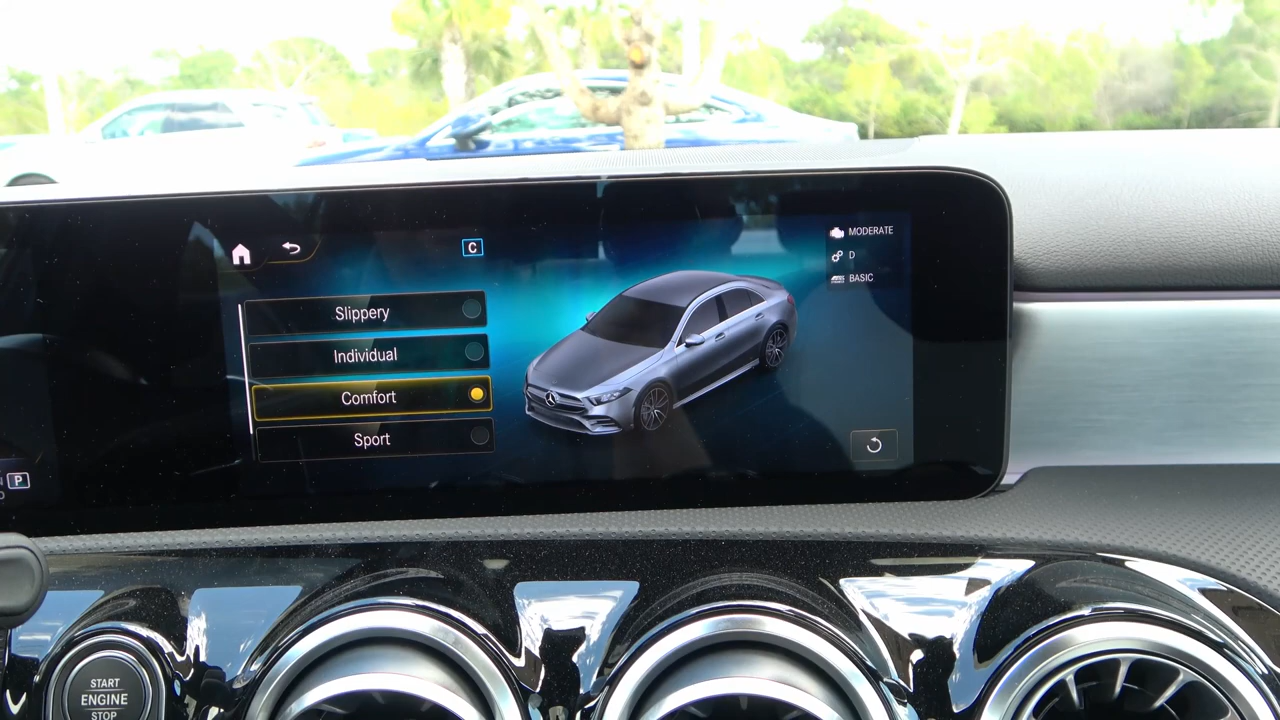 C
MODERATE
D
BASIC
Slippery
Individual
Comfort
Sport
P
START
ENGINE
STOP